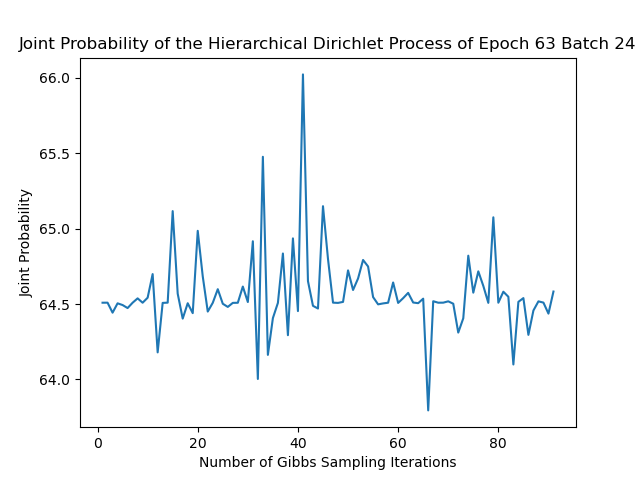 Joint Probability of the Hierarchical Dirichlet Process of Epoch 63 Batch 24
66.0
65.5
65.0
64.5
64.0
Joint Probability
0 20 40 60 80
Number of Gibbs Sampling Iterations